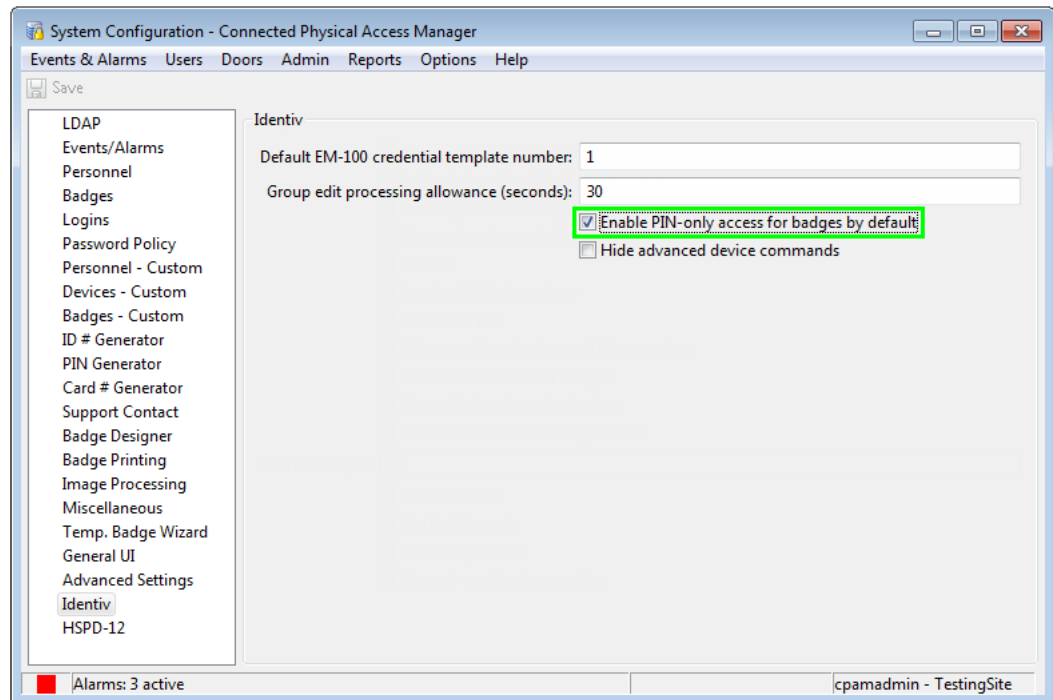 System Configuration - Connected Physical Access Manager
Events & Alarms Users Doors Admin Reports Options Help
Save
LDAP
Events/Alarms
Personnel
Badges
Logins
Password Policy
Personnel - Custom
Devices - Custom
Badges - Custom
ID # Generator
PIN Generator
Card # Generator
Support Contact
Badge Designer
Badge Printing
Image Processing
Miscellaneous
Temp. Badge Wizard
General UI
Advanced Settings
Identiv
HSPD-12
Identiv
Default EM-100 credential template number: 1
Group edit processing allowance (seconds): 30
Enable PIN-only access for badges by default
Hide advanced device commands
Alarms: 3 active
cpamadmin - TestingSite